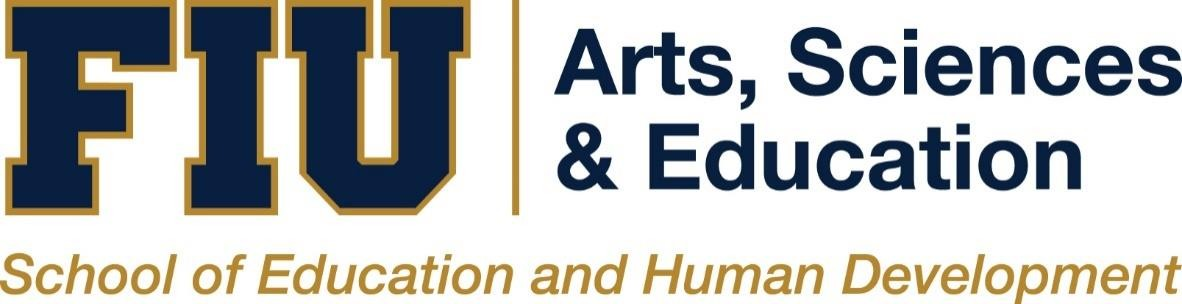 FIU
Arts, Sciences
& Education
School of Education and Human Development